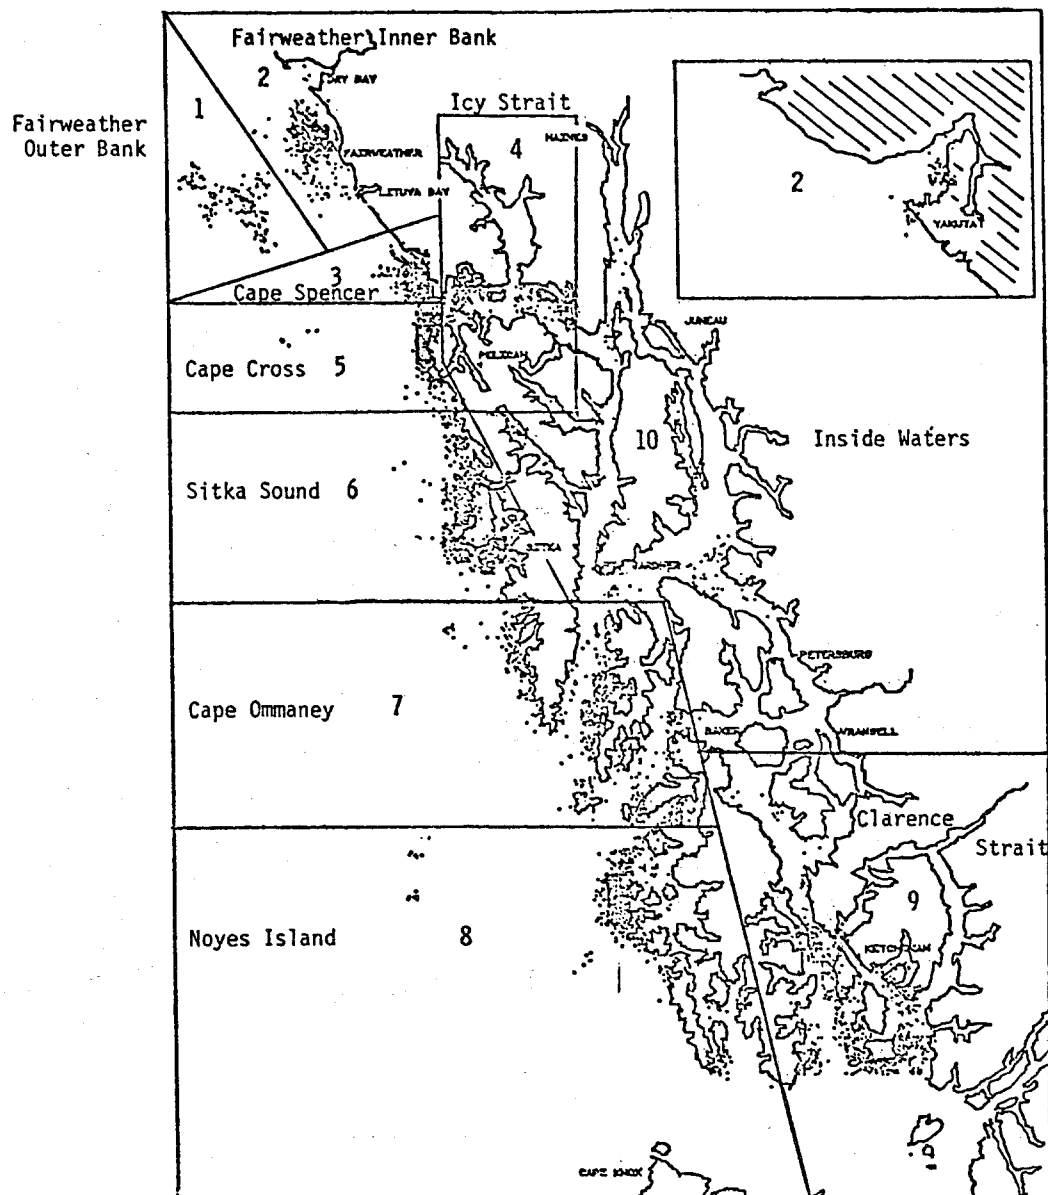 Fairweather Inner Bank
2
DRY BAY
1
Icy Strait
Fairweather
Outer Bank
HAINES
4
FAIRWEATHER
2
LITUYA BAY
YAKUTAT
3
Cape Spencer
JUNEAU
PELICAN
Cape Cross 5
10
Inside Waters
Sitka Sound 6
SITKA
GARDNER
PETERSBURG
Cape Ommaney 7
BAKER
WRANGELL
Clarence
Strait
9
Noyes Island 8
KETCHIKAN
CAPE KNOX